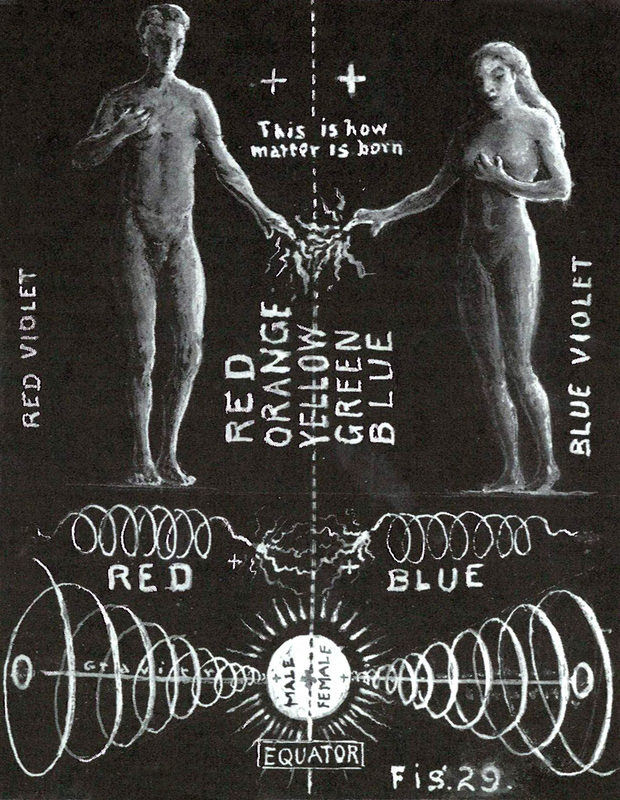 + +
This is how
matter is born
RED VIOLET
RED
ORANGE
YELLOW
GREEN
BLUE
BLUE VIOLET
+ +
RED
BLUE
Gravity
+ MALE + FEMALE +
EQUATOR
Fig.29.